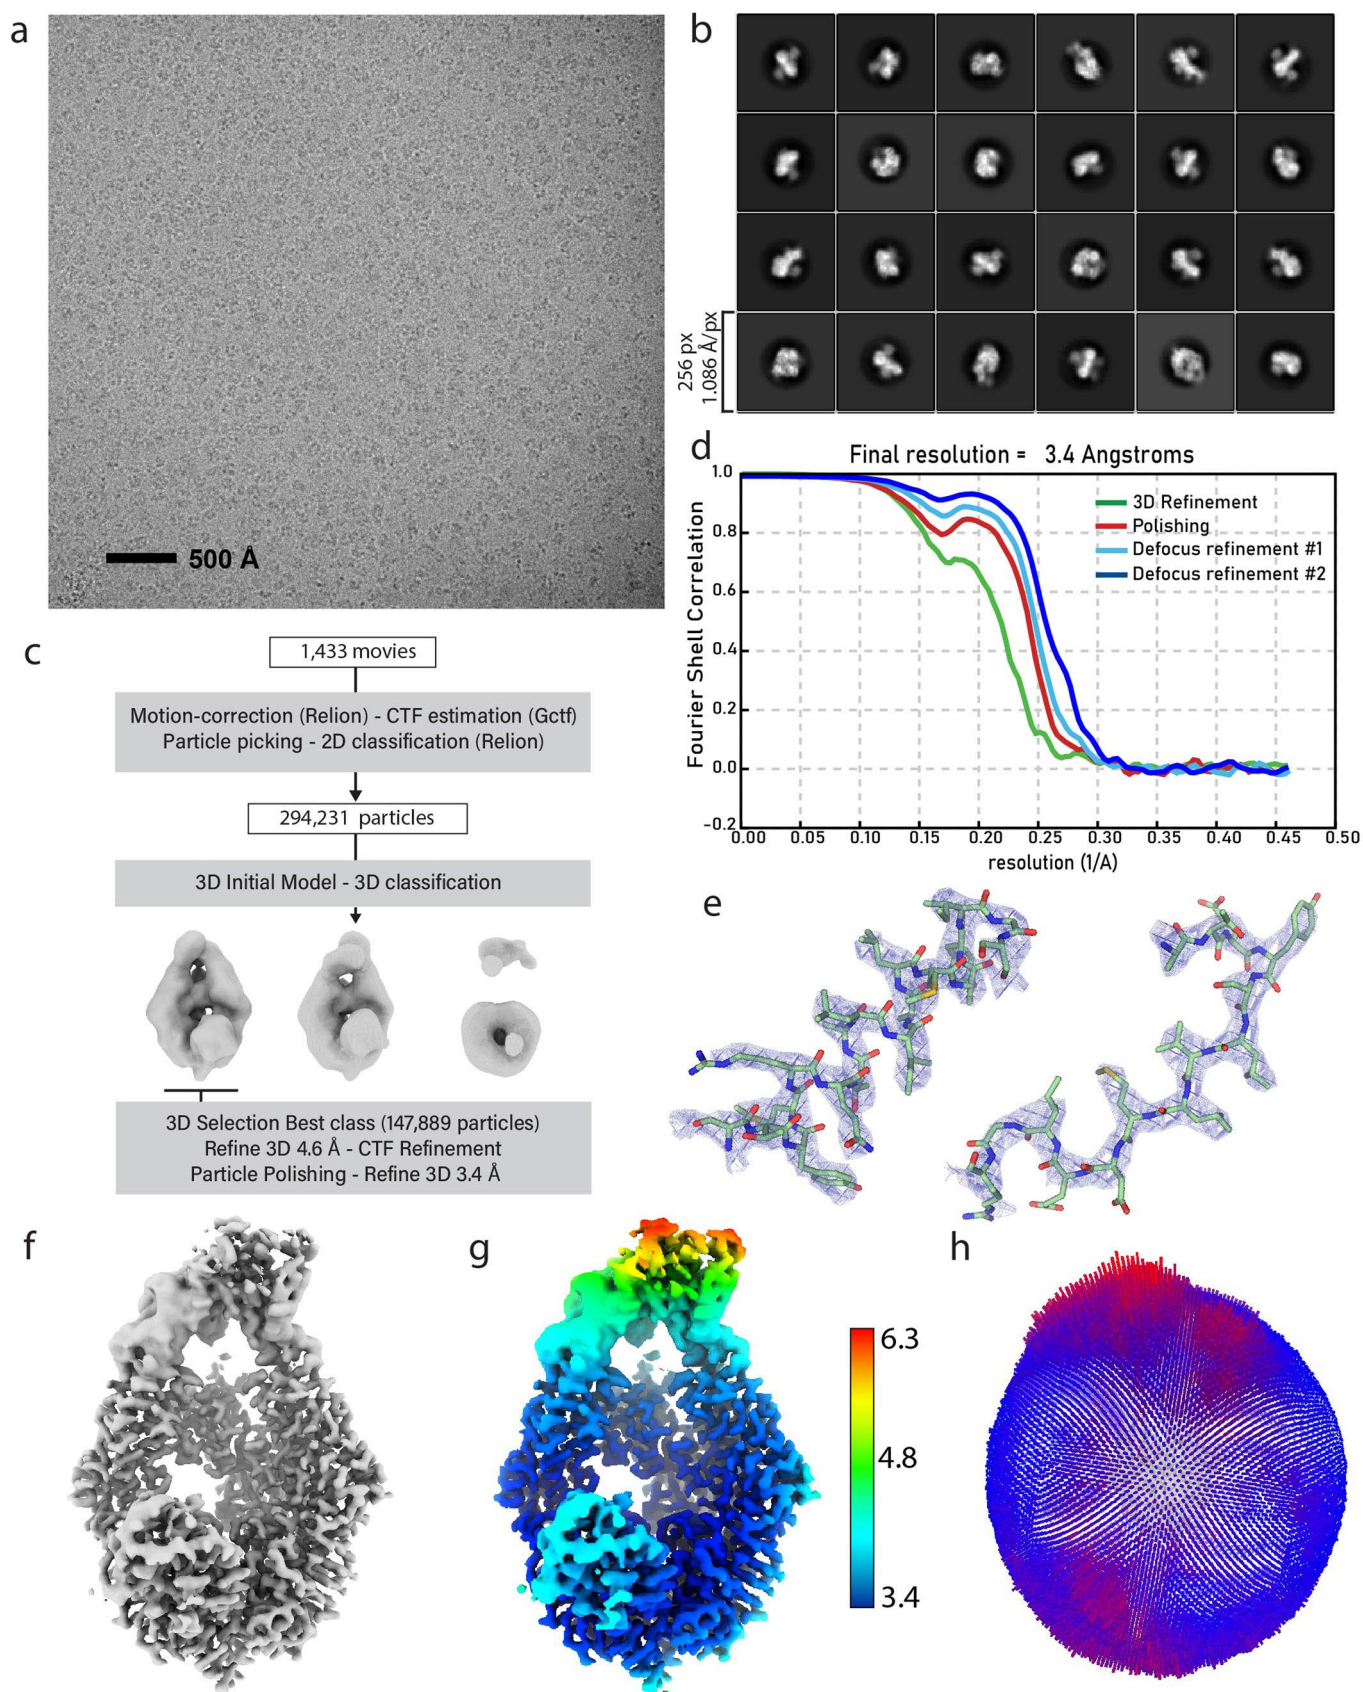 a
500 Å
b
256 px
1.086 Å/px
c
1,433 movies
Motion-correction (Relion) - CTF estimation (Gctf)
Particle picking - 2D classification (Relion)
294,231 particles
3D Initial Model - 3D classification
3D Selection Best class (147,889 particles)
Refine 3D 4.6 Å - CTF Refinement
Particle Polishing - Refine 3D 3.4 Å
d
Final resolution = 3.4 Angstroms
Fourier Shell Correlation
1.0
0.8
0.6
0.4
0.2
0.0
−0.2
3D Refinement
Polishing
Defocus refinement #1
Defocus refinement #2
0.00 0.05 0.10 0.15 0.20 0.25 0.30 0.35 0.40 0.45 0.50
resolution (1/A)
e
f
g
6.3
4.8
3.4
h